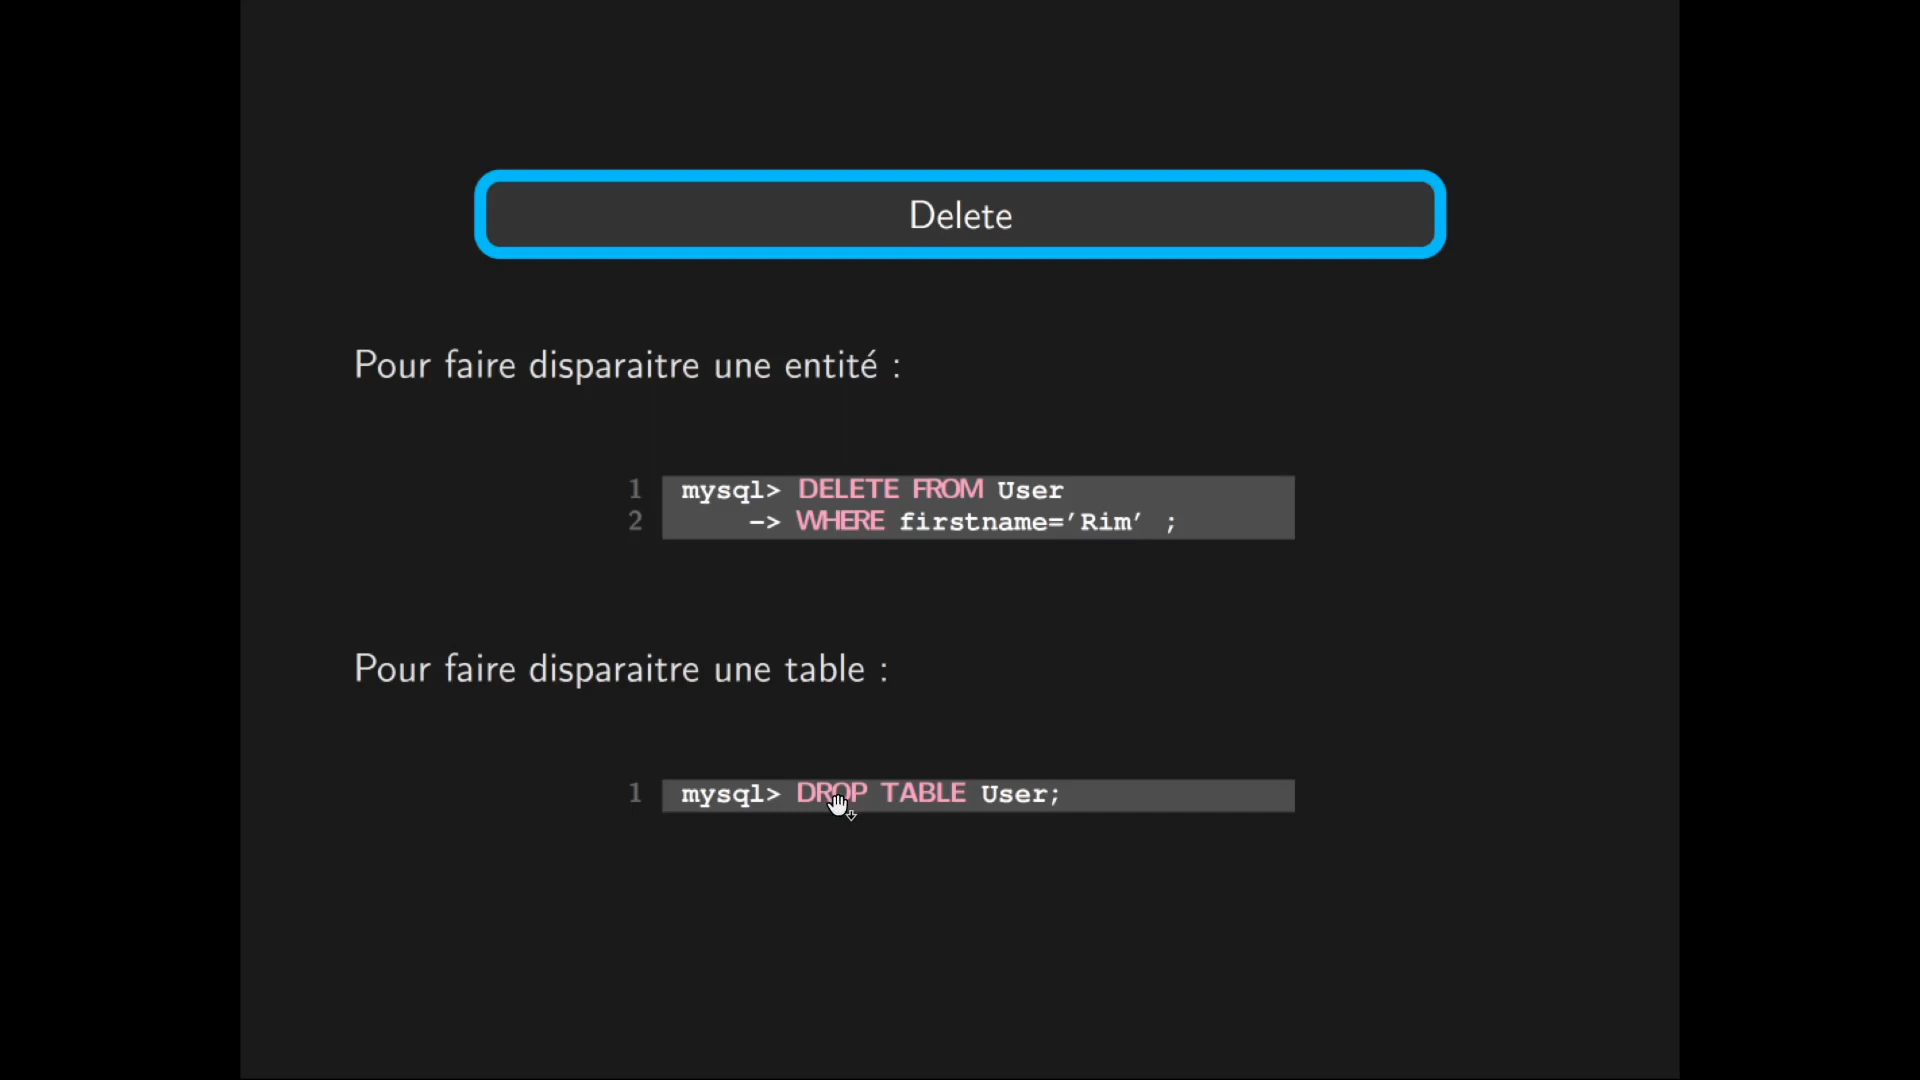 Delete
Pour faire disparaitre une entité :
1 mysql> DELETE FROM User
2 -> WHERE firstname='Rim' ;
Pour faire disparaitre une table :
1 mysql> DROP TABLE User;